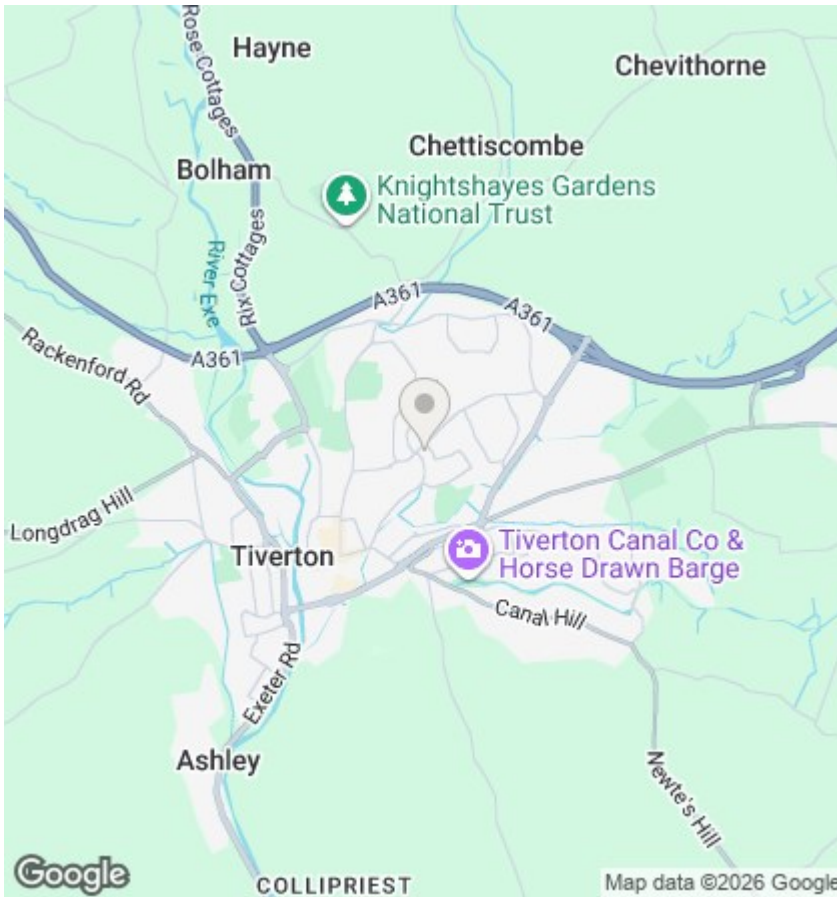 Rose Cottages
Hayne
Chevithorne
Chettiscombe
Bolham
Knightshayes Gardens
National Trust
River Exe
Rix Cottages
A361
A361
A361
Rackenford Rd
Longdrag Hill
Tiverton
Tiverton Canal Co &
Horse Drawn Barge
Canal Hill
Exeter Rd
Ashley
Newte's Hill
Google
COLLIPRIEST
Map data ©2026 Google